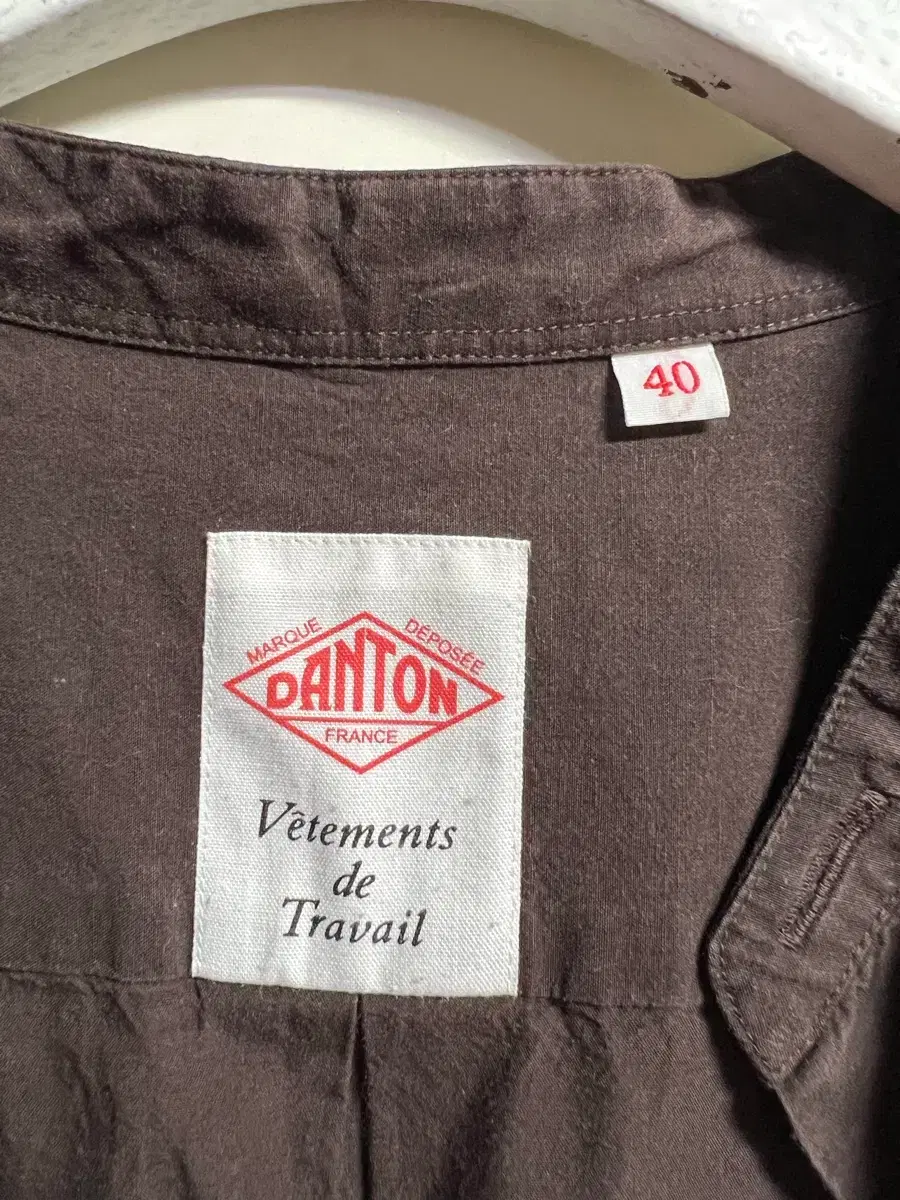 40
MARQUE DÉPOSÉE
DANTON
FRANCE
Vêtements
de
Travail